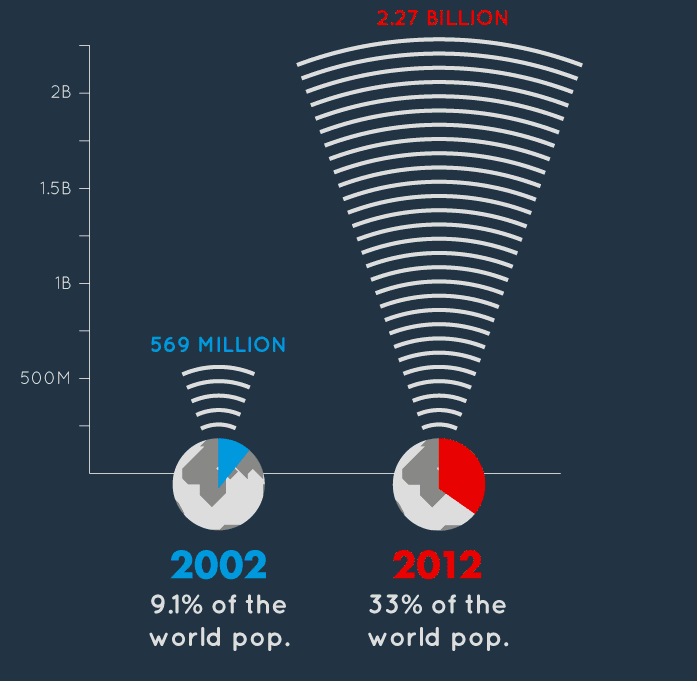 2.27 BILLION
2B
1.5B
1B
569 MILLION
500M
2002
9.1% of the
world pop.
2012
33% of the
world pop.